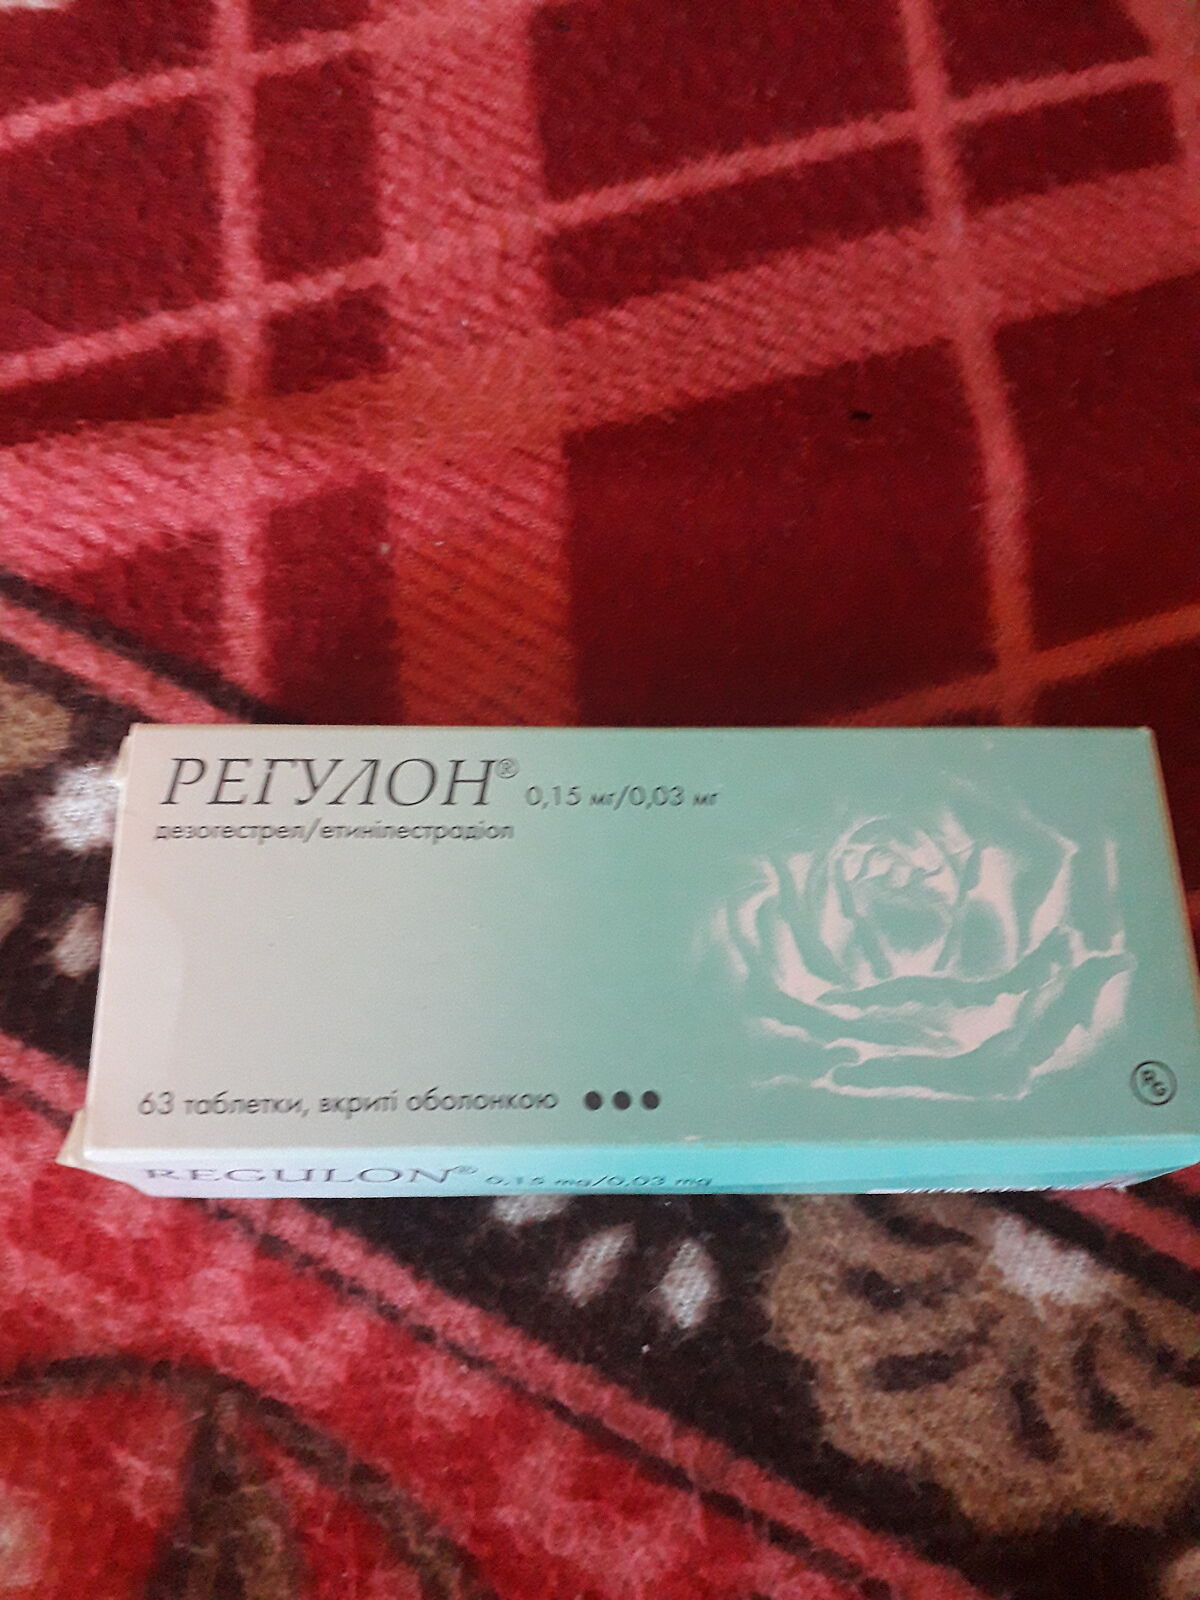 РЕГУЛОН® 0,15 мг/0,03 мг
дезогестрел/етинілестрадіол
63 таблетки, вкриті оболонкою
RG
REGULON® 0,15 mg/0,03 mg